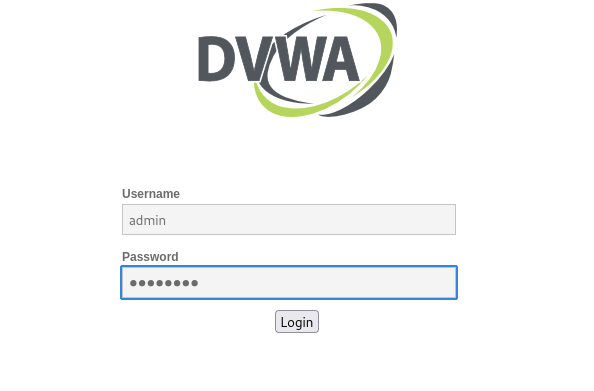 DVWA
Username
admin
Password
••••••••
Login